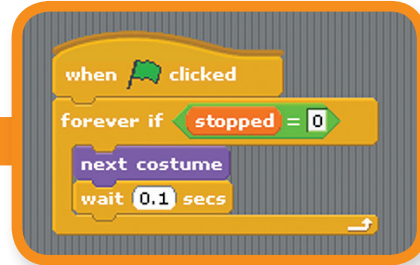 when clicked
forever if stopped = 0
next costume
wait 0.1 secs